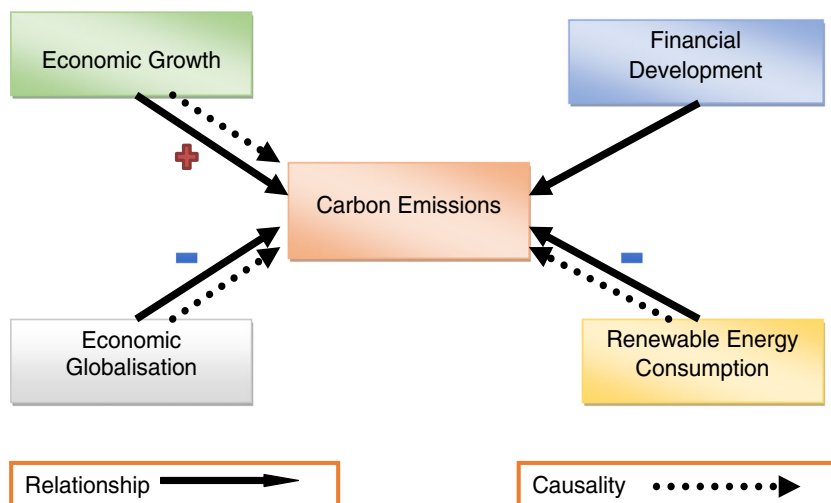 Economic Growth
Financial
Development
Carbon Emissions
Economic
Globalisation
Renewable Energy
Consumption
Relationship
Causality